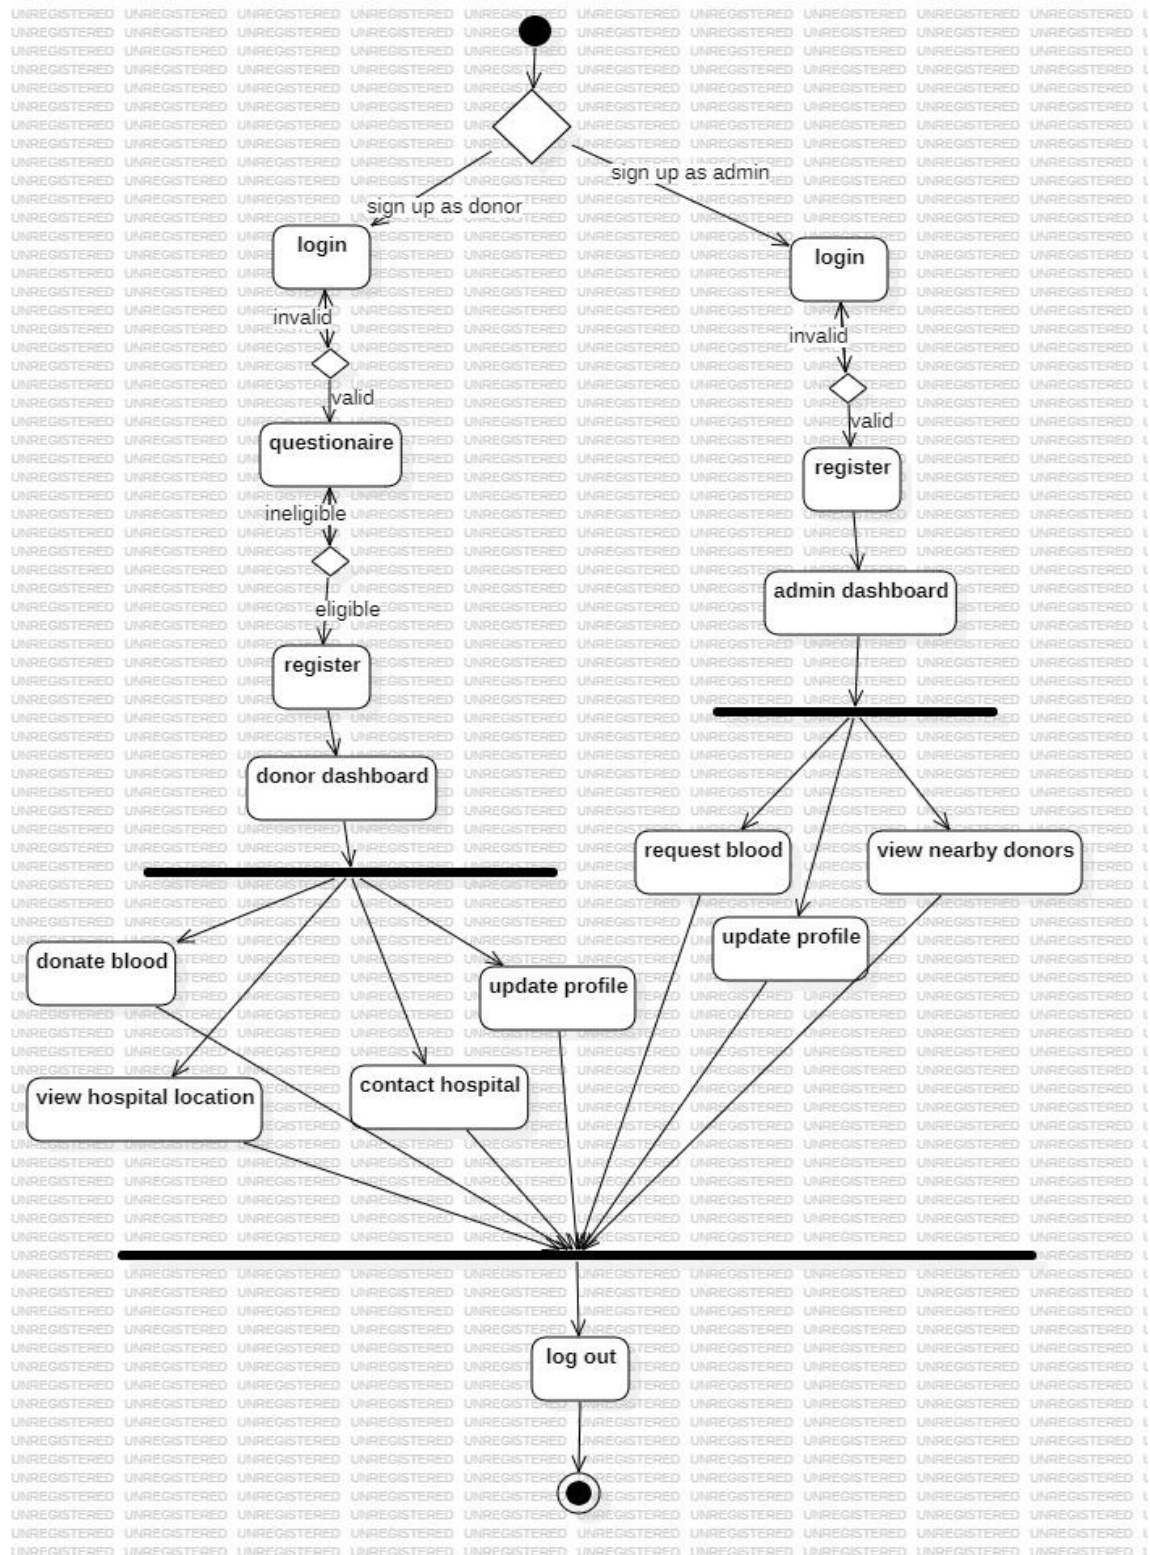 sign up as admin
sign up as donor
login
login
invalid
invalid
valid
valid
questionaire
register
ineligible
admin dashboard
eligible
register
donor dashboard
request blood
view nearby donors
update profile
donate blood
update profile
contact hospital
view hospital location
log out
UNREGISTERED